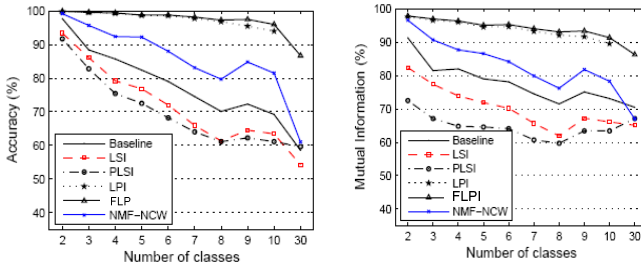 100
90
80
70
60
50
40
Accuracy (%)
Baseline
LSI
PLSI
LPI
FLP
NMF-NCW
2 3 4 5 6 7 8 9 10 30
Number of classes
100
90
80
70
60
50
40
Mutual Information (%)
Baseline
LSI
PLSI
LPI
FLPI
NMF-NCW
2 3 4 5 6 7 8 9 10 30
Number of classes